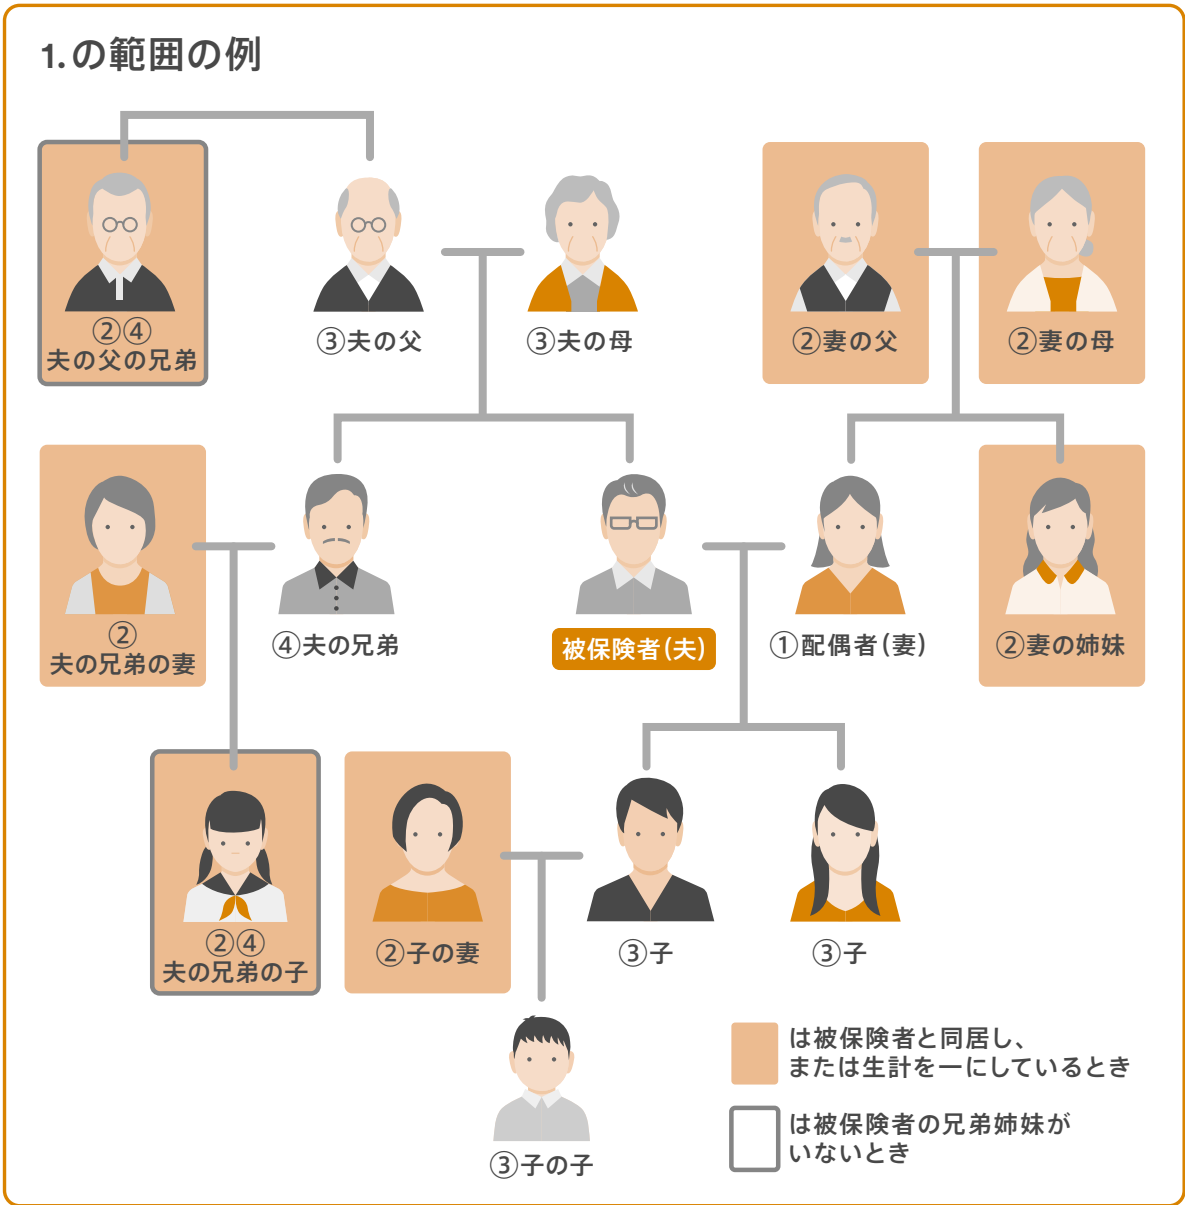 1.の範囲の例
②④
夫の父の兄弟
③夫の父
③夫の母
②妻の父
②妻の母
②
夫の兄弟の妻
④夫の兄弟
被保険者(夫)
①配偶者(妻)
②妻の姉妹
②④
夫の兄弟の子
②子の妻
③子
③子
③子の子
は被保険者と同居し、
または生計を一にしているとき
は被保険者の兄弟姉妹が
いないとき